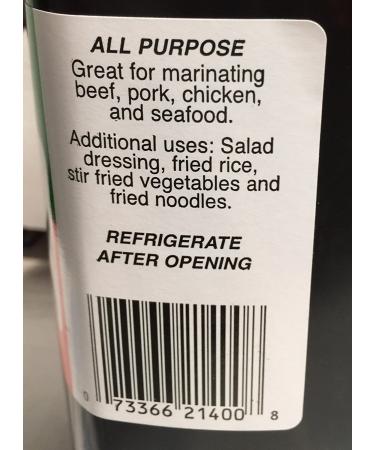 ALL PURPOSE
Great for marinating
beef, pork, chicken,
and seafood.
Additional uses: Salad
dressing, fried rice,
stir fried vegetables and
fried noodles.
REFRIGERATE
AFTER OPENING
0 73366 21400 8